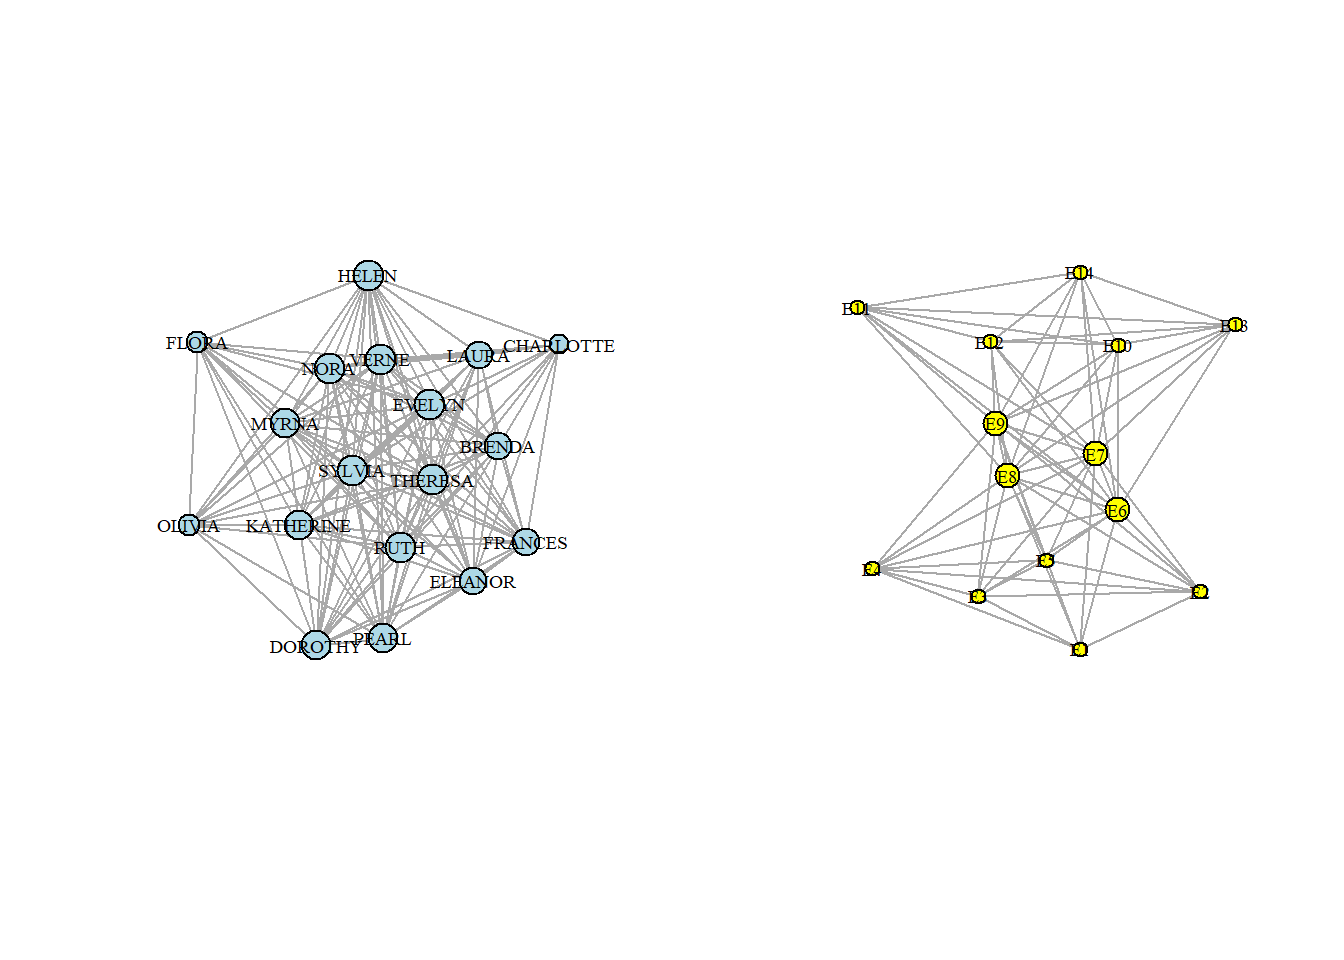 HELEN
FLORA
CHARLOTTE
VERNE
LAURA
NORA
EVELYN
MYRNA
BRENDA
SYLVIA
THERESA
OLIVIA
KATHERINE
RUTH
FRANCES
ELEANOR
DOROTHY
PEARL
E14
E11
E13
E12
E10
E9
E7
E8
E6
E5
E4
E3
E2
E1